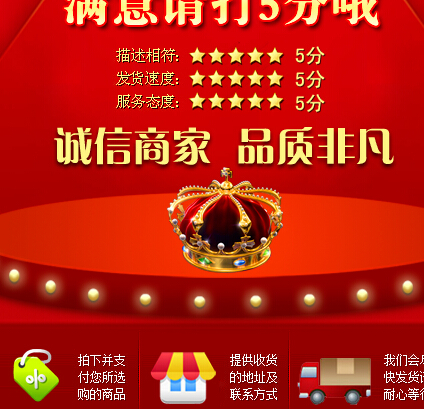 满意请打5分哦
描述相符: 5分
发货速度: 5分
服务态度: 5分
诚信商家 品质非凡
拍下并支
付您所选
购的商品
提供收货
的地址及
联系方式
我们会
快发货
耐心等